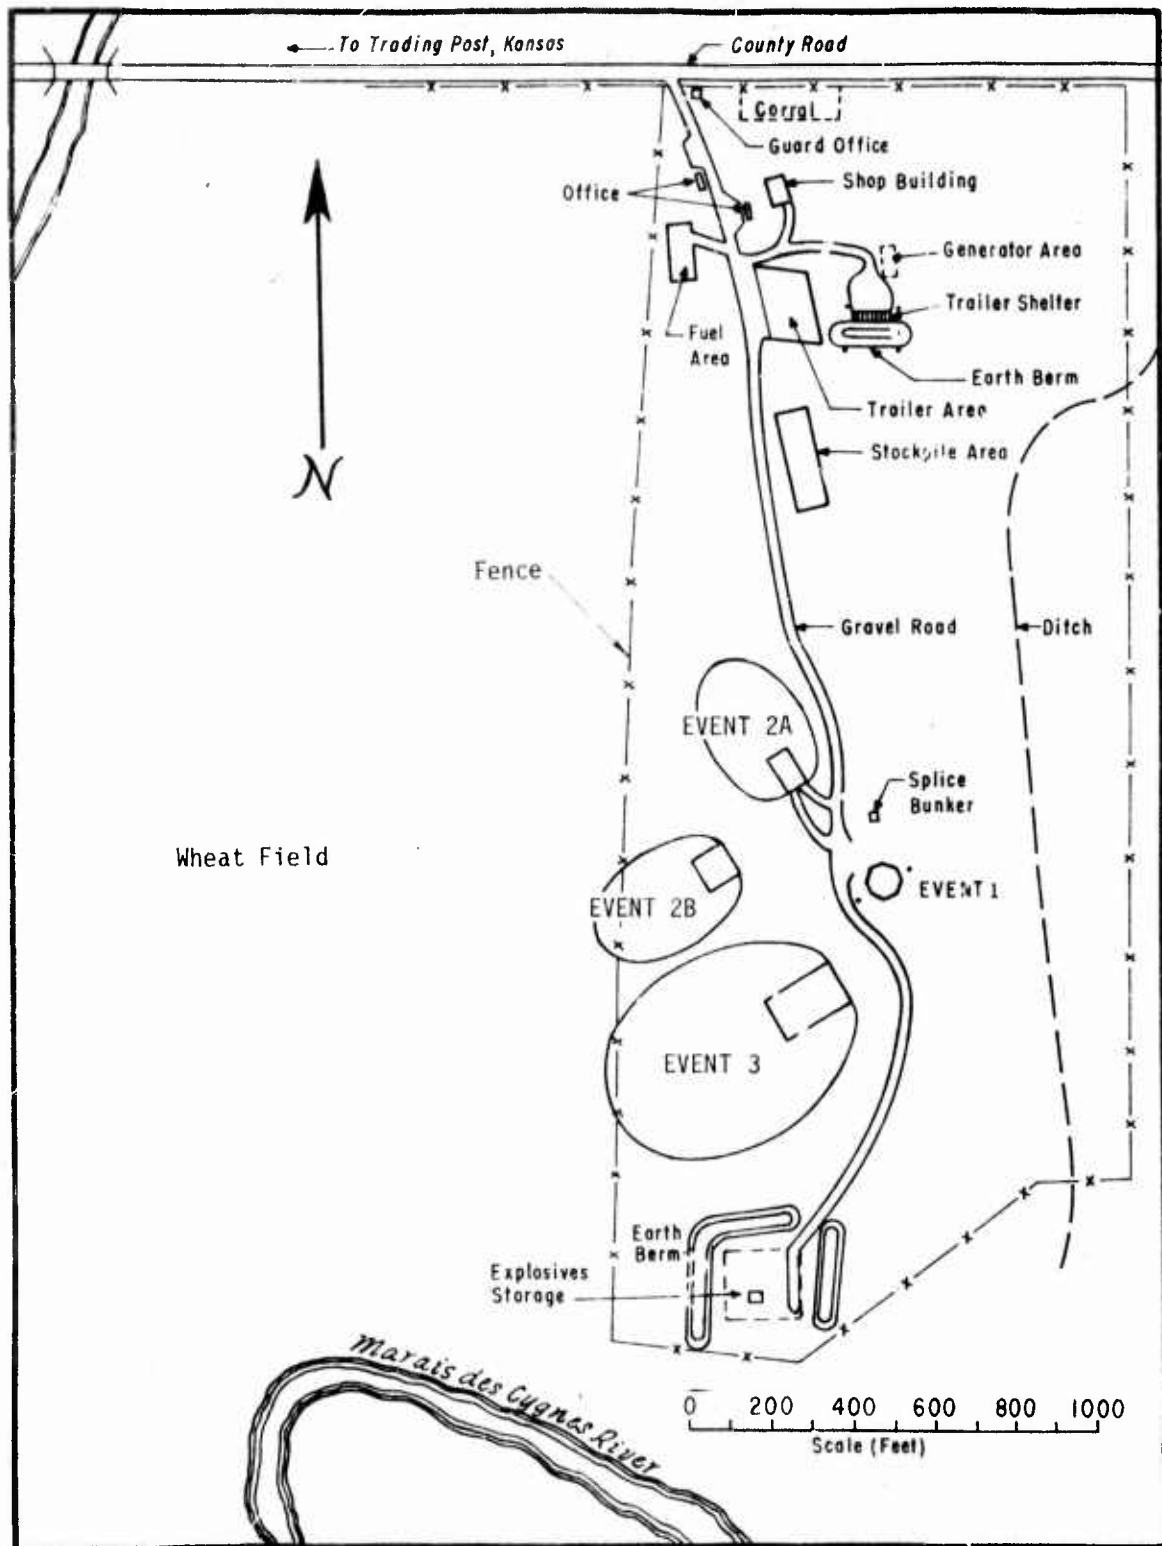 To Trading Post, Kansas
County Road
Corral
Guard Office
Office
Shop Building
Generator Area
Trailer Shelter
Fuel
Area
Earth Berm
Trailer Area
N
Stockpile Area
Fence
Gravel Road
Ditch
EVENT 2A
Splice
Bunker
Wheat Field
EVENT 1
EVENT 2B
EVENT 3
Earth
Berm
Explosives
Storage
Marais des Cygnes River
0 200 400 600 800 1000
Scale (Feet)